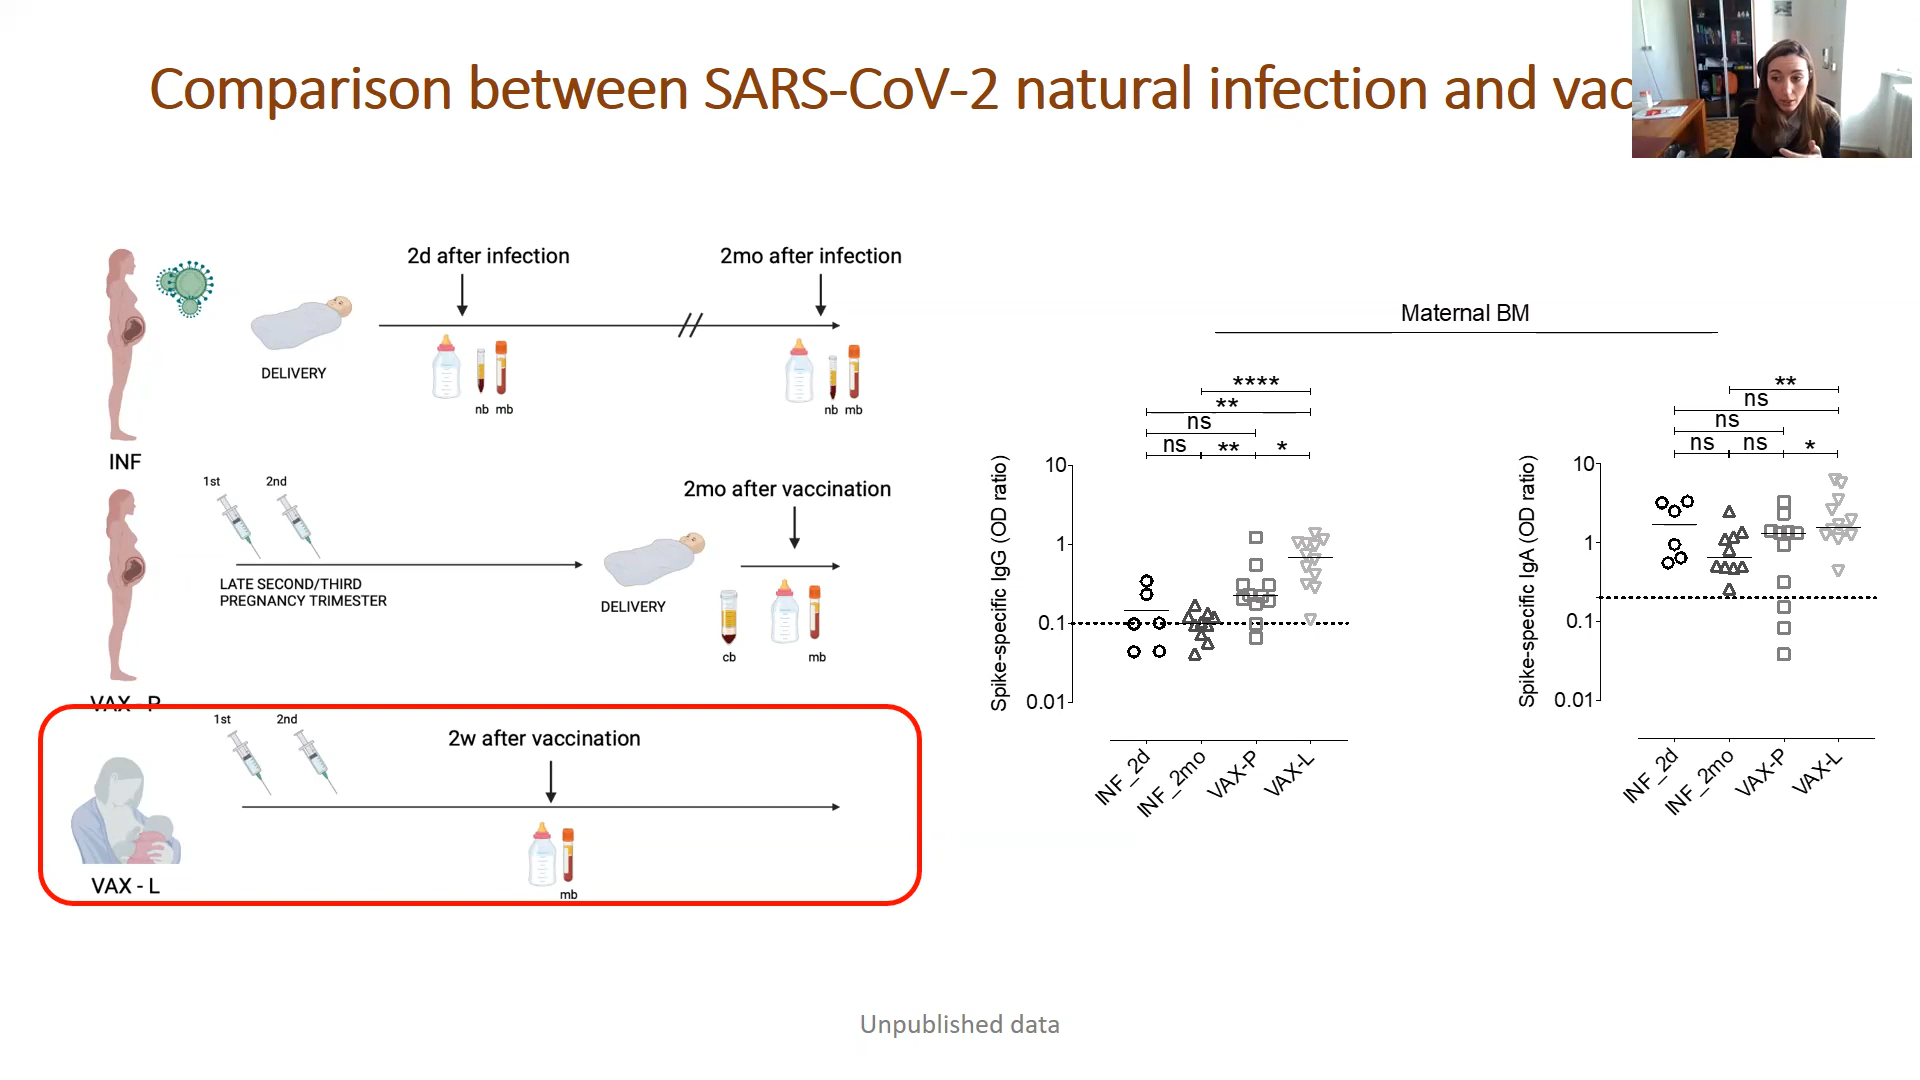 Comparison between SARS-CoV-2 natural infection and vac
2d after infection
2mo after infection
DELIVERY
nb mb
nb mb
INF
1st
2nd
2mo after vaccination
LATE SECOND/THIRD
PREGNANCY TRIMESTER
DELIVERY
cb
mb
VAX - P
1st
2nd
2w after vaccination
mb
VAX - L
Maternal BM
****
**
ns
ns
**
*
Spike-specific IgG (OD ratio)
10
1
0.1
0.01
INF_2d
INF_2mo
VAX-P
VAX-L
**
ns
ns
ns
ns
*
Spike-specific IgA (OD ratio)
10
1
0.1
0.01
INF_2d
INF_2mo
VAX-P
VAX-L
Unpublished data